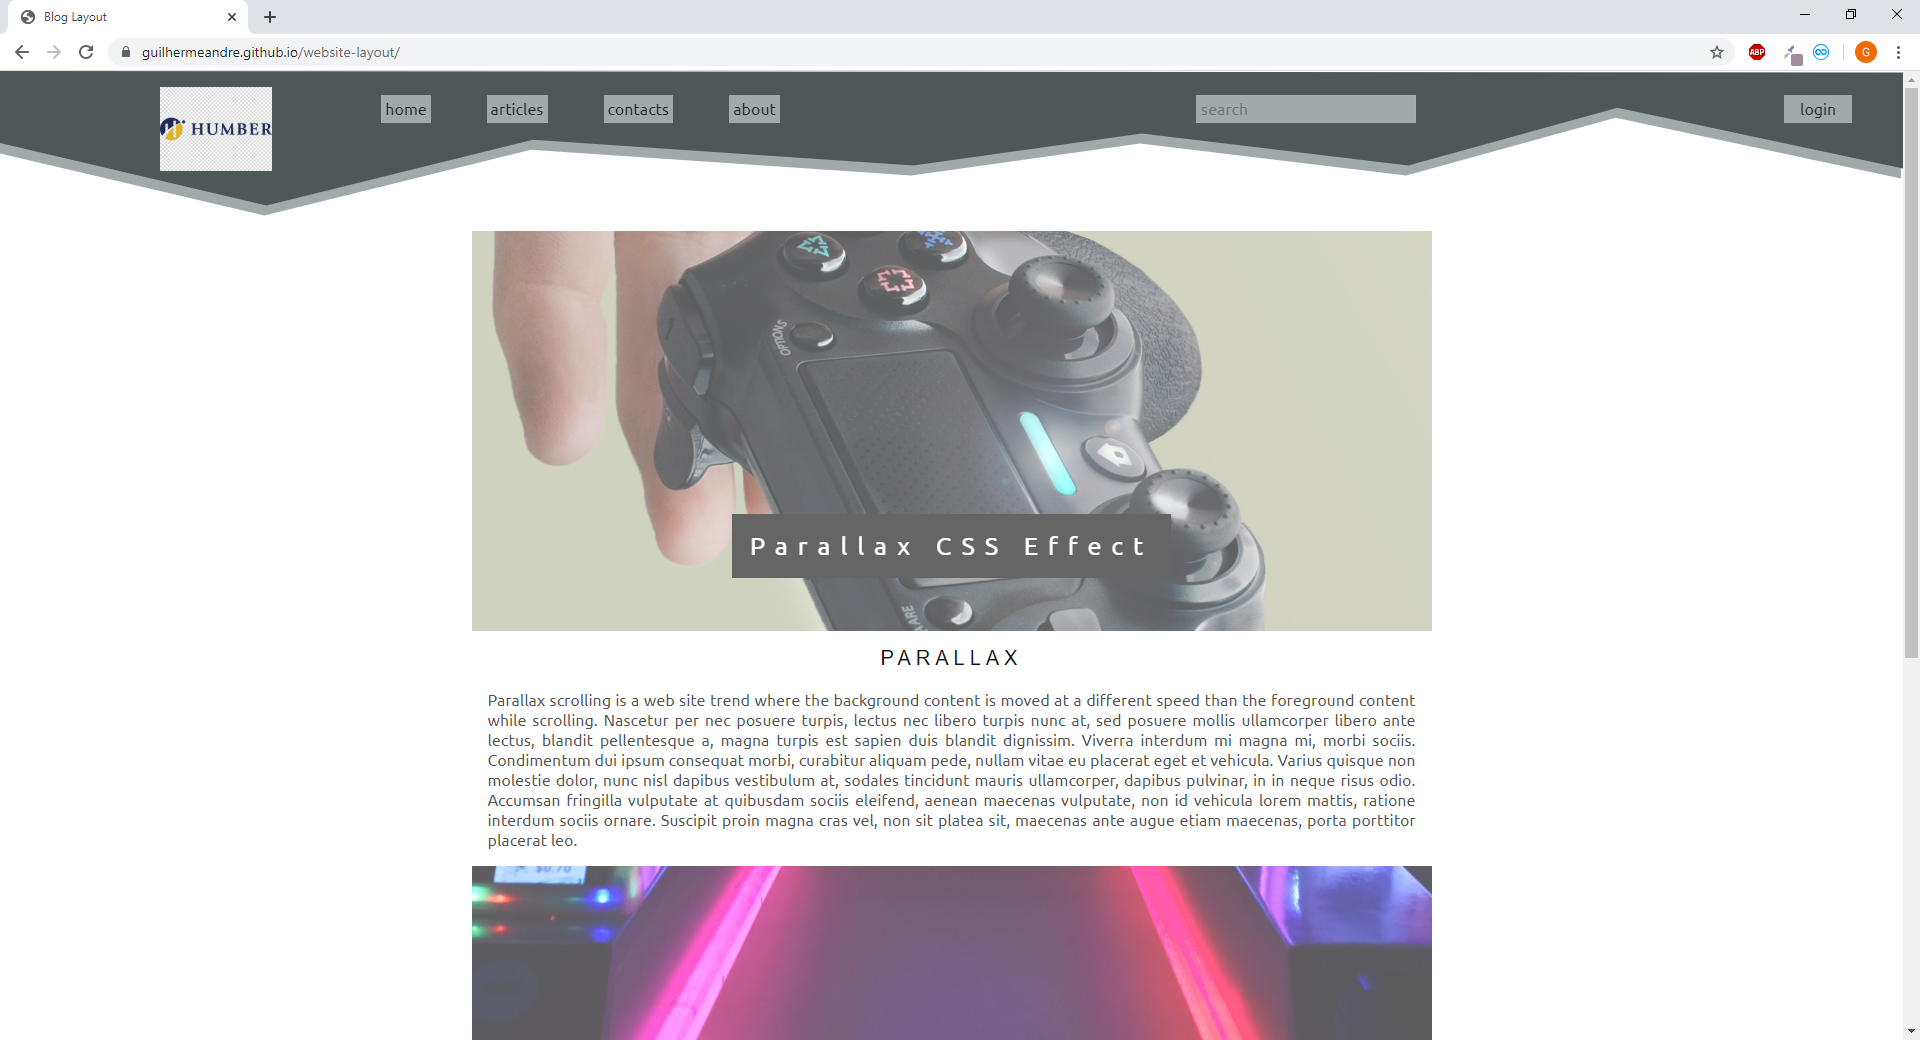 Blog Layout
guilhermeandre.github.io/website-layout/
ABP
G
HUMBER
home
articles
contacts
about
search
login
OPTIONS
Parallax CSS Effect
PARALLAX
Parallax scrolling is a web site trend where the background content is moved at a different speed than the foreground content
while scrolling. Nascetur per nec posuere turpis, lectus nec libero turpis nunc at, sed posuere mollis ullamcorper libero ante
lectus, blandit pellentesque a, magna turpis est sapien duis blandit dignissim. Viverra interdum mi magna mi, morbi sociis.
Condimentum dui ipsum consequat morbi, curabitur aliquam pede, nullam vitae eu placerat eget et vehicula. Varius quisque non
molestie dolor, nunc nisl dapibus vestibulum at, sodales tincidunt mauris ullamcorper, dapibus pulvinar, in in neque risus odio.
Accumsan fringilla vulputate at quibusdam sociis eleifend, aenean maecenas vulputate, non id vehicula lorem mattis, ratione
interdum sociis ornare. Suscipit proin magna cras vel, non sit platea sit, maecenas ante augue etiam maecenas, porta porttitor
placerat leo.